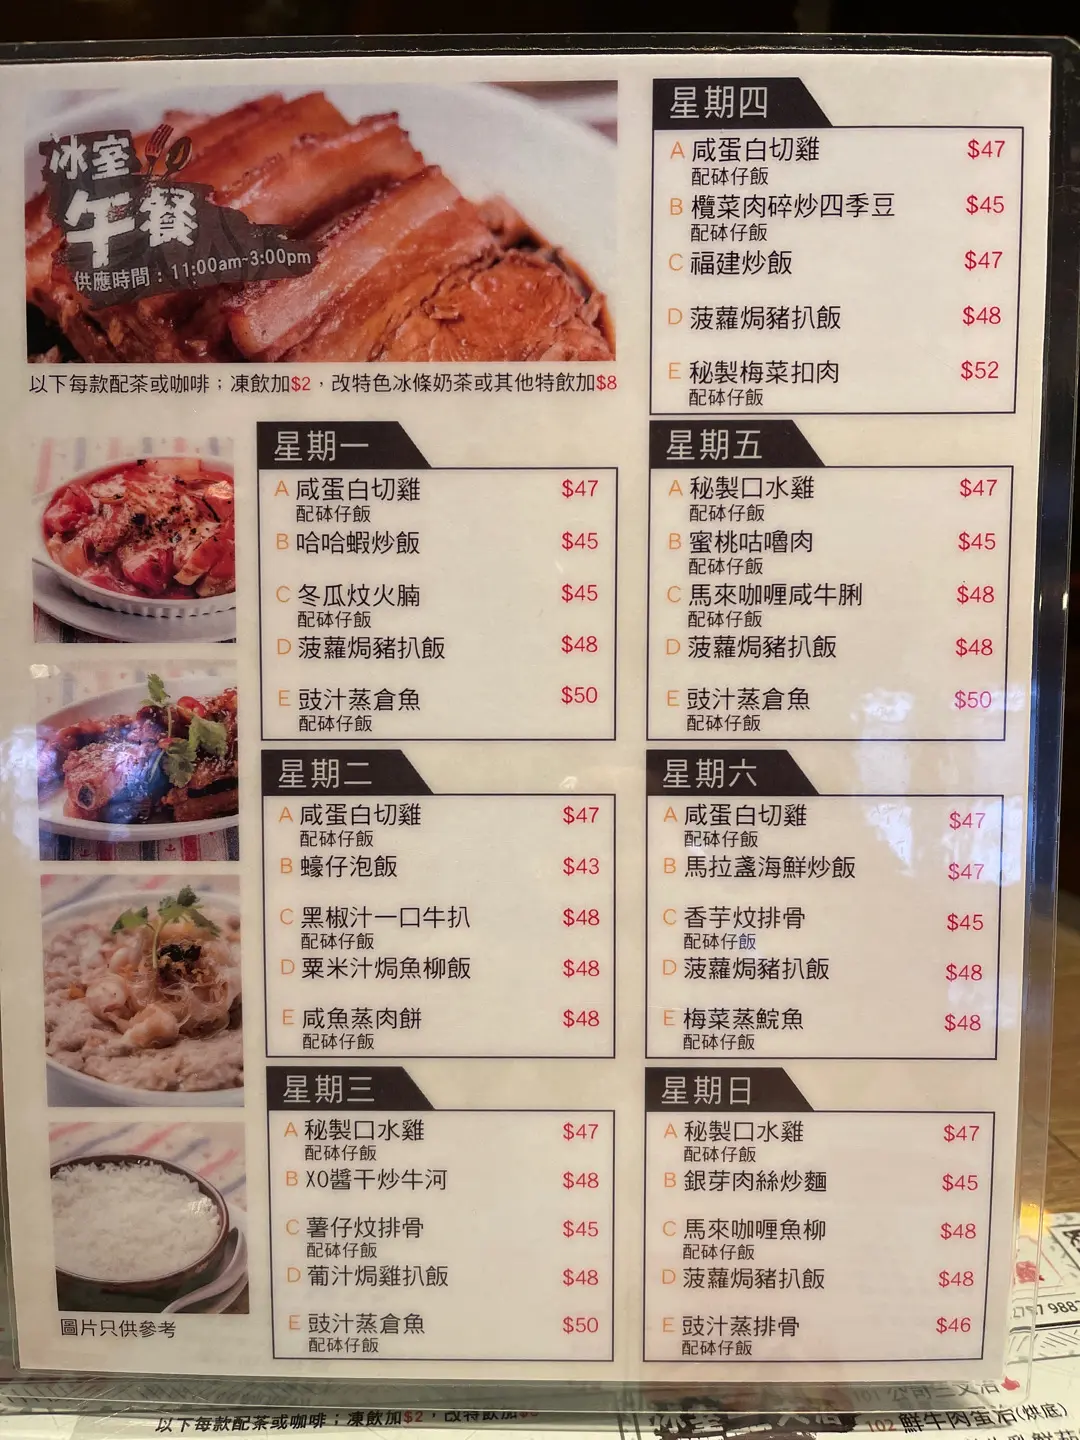 冰室
午餐
供應時間：11:00am~3:00pm
以下每款配茶或咖啡；凍飲加$2，改特色冰條奶茶或其他特飲加$8
星期一
A 咸蛋白切雞 $47
配砵仔飯
B 哈哈蝦炒飯 $45
C 冬瓜炆火腩 $45
配砵仔飯
D 菠蘿焗豬扒飯 $48
E 豉汁蒸倉魚 $50
配砵仔飯
星期二
A 咸蛋白切雞 $47
配砵仔飯
B 蠔仔泡飯 $43
C 黑椒汁一口牛扒 $48
配砵仔飯
D 粟米汁焗魚柳飯 $48
E 咸魚蒸肉餅 $48
配砵仔飯
星期三
A 秘製口水雞 $47
配砵仔飯
B XO醬干炒牛河 $48
C 薯仔炆排骨 $45
配砵仔飯
D 葡汁焗雞扒飯 $48
E 豉汁蒸倉魚 $50
配砵仔飯
星期四
A 咸蛋白切雞 $47
配砵仔飯
B 欖菜肉碎炒四季豆 $45
配砵仔飯
C 福建炒飯 $47
D 菠蘿焗豬扒飯 $48
E 秘製梅菜扣肉 $52
配砵仔飯
星期五
A 秘製口水雞 $47
配砵仔飯
B 蜜桃咕嚕肉 $45
配砵仔飯
C 馬來咖喱咸牛脷 $48
配砵仔飯
D 菠蘿焗豬扒飯 $48
E 豉汁蒸倉魚 $50
配砵仔飯
星期六
A 咸蛋白切雞 $47
配砵仔飯
B 馬拉盞海鮮炒飯 $47
C 香芋炆排骨 $45
配砵仔飯
D 菠蘿焗豬扒飯 $48
E 梅菜蒸鯇魚 $48
配砵仔飯
星期日
A 秘製口水雞 $47
配砵仔飯
B 銀芽肉絲炒麵 $45
C 馬來咖喱魚柳 $48
配砵仔飯
D 菠蘿焗豬扒飯 $48
E 豉汁蒸排骨 $46
配砵仔飯
圖片只供參考
以下每款配茶或咖啡；凍飲加$2，改特飲加
101 公司三文治
102 鮮牛肉蛋治(烘底)